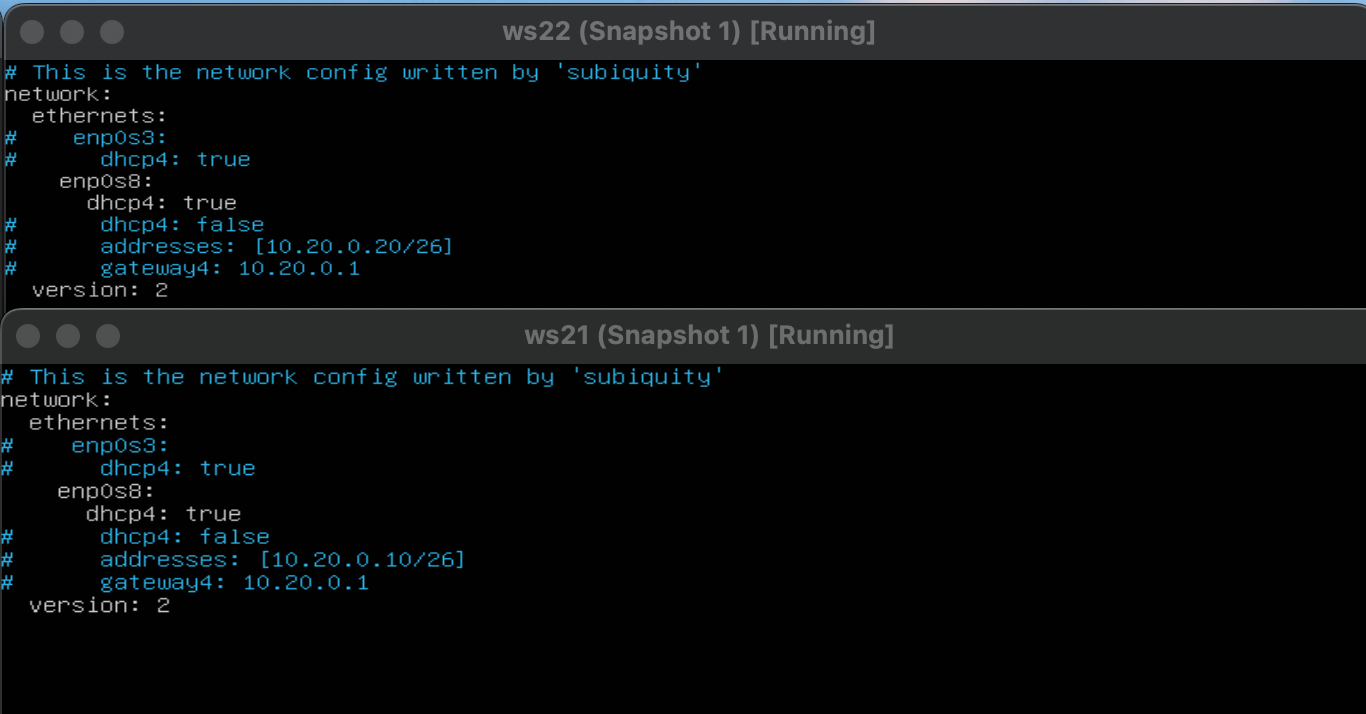 ws22 (Snapshot 1) [Running]
# This is the network config written by 'subiquity'
network:
  ethernets:
#    enp0s3:
#      dhcp4: true
    enp0s8:
      dhcp4: true
#      dhcp4: false
#      addresses: [10.20.0.20/26]
#      gateway4: 10.20.0.1
  version: 2
ws21 (Snapshot 1) [Running]
# This is the network config written by 'subiquity'
network:
  ethernets:
#    enp0s3:
#      dhcp4: true
    enp0s8:
      dhcp4: true
#      dhcp4: false
#      addresses: [10.20.0.10/26]
#      gateway4: 10.20.0.1
  version: 2